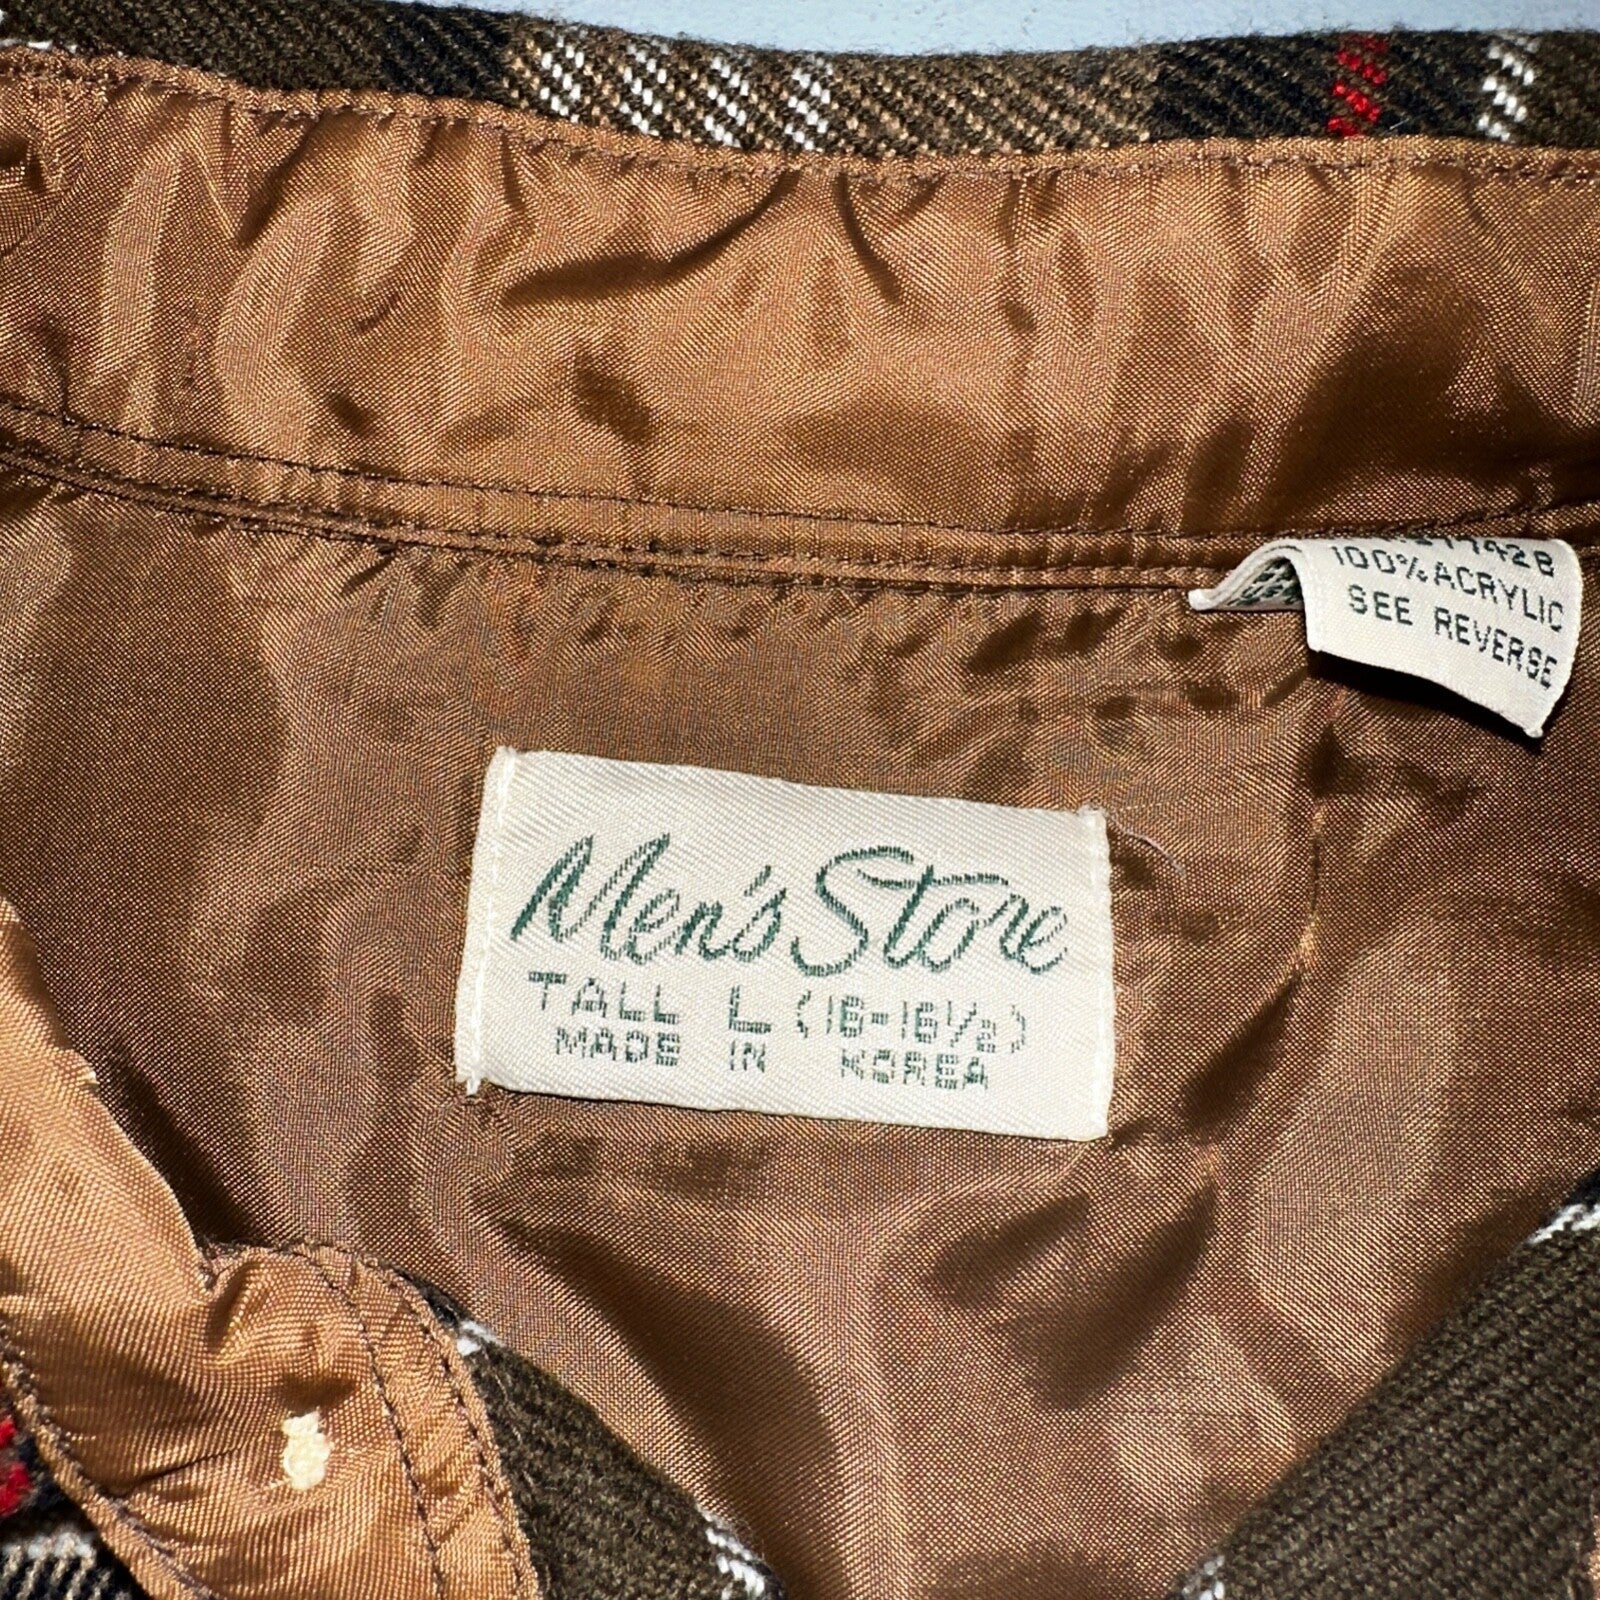 100% ACRYLIC
SEE REVERSE
Men's Store
TALL L (16-16½)
MADE IN KOREA